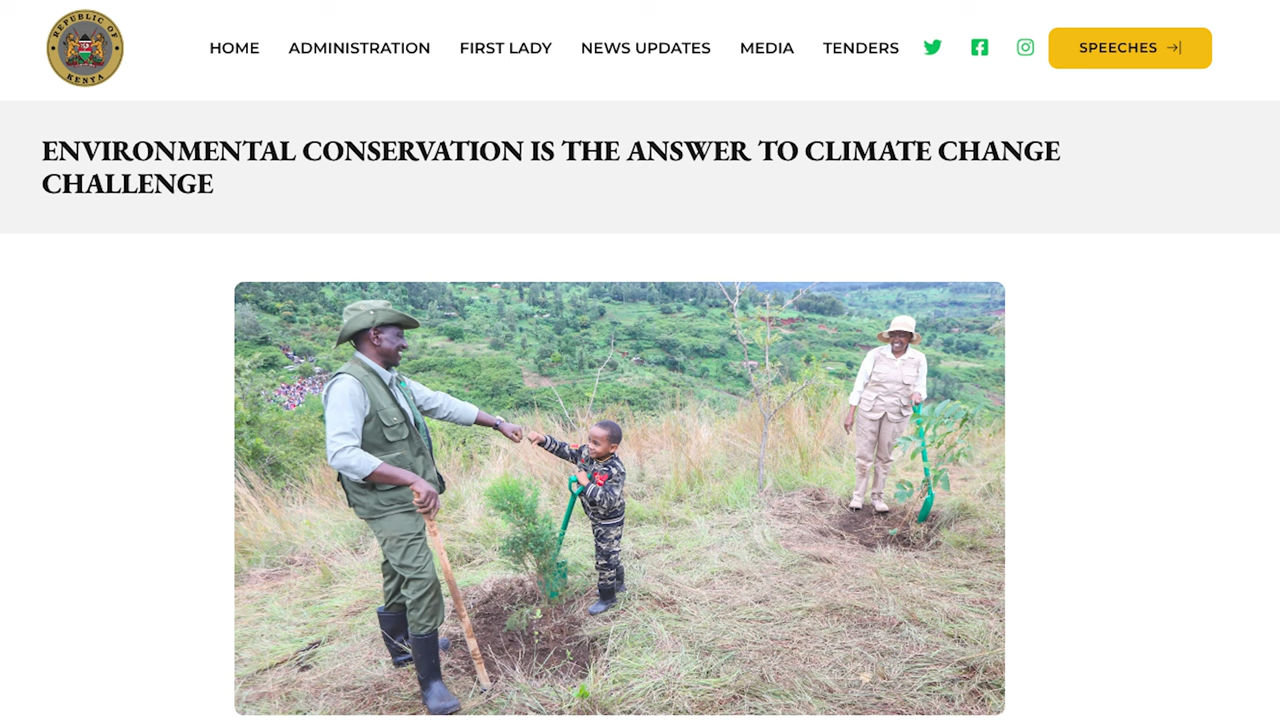 REPUBLIC OF
KENYA
HOME ADMINISTRATION FIRST LADY NEWS UPDATES MEDIA TENDERS SPEECHES
ENVIRONMENTAL CONSERVATION IS THE ANSWER TO CLIMATE CHANGE
CHALLENGE